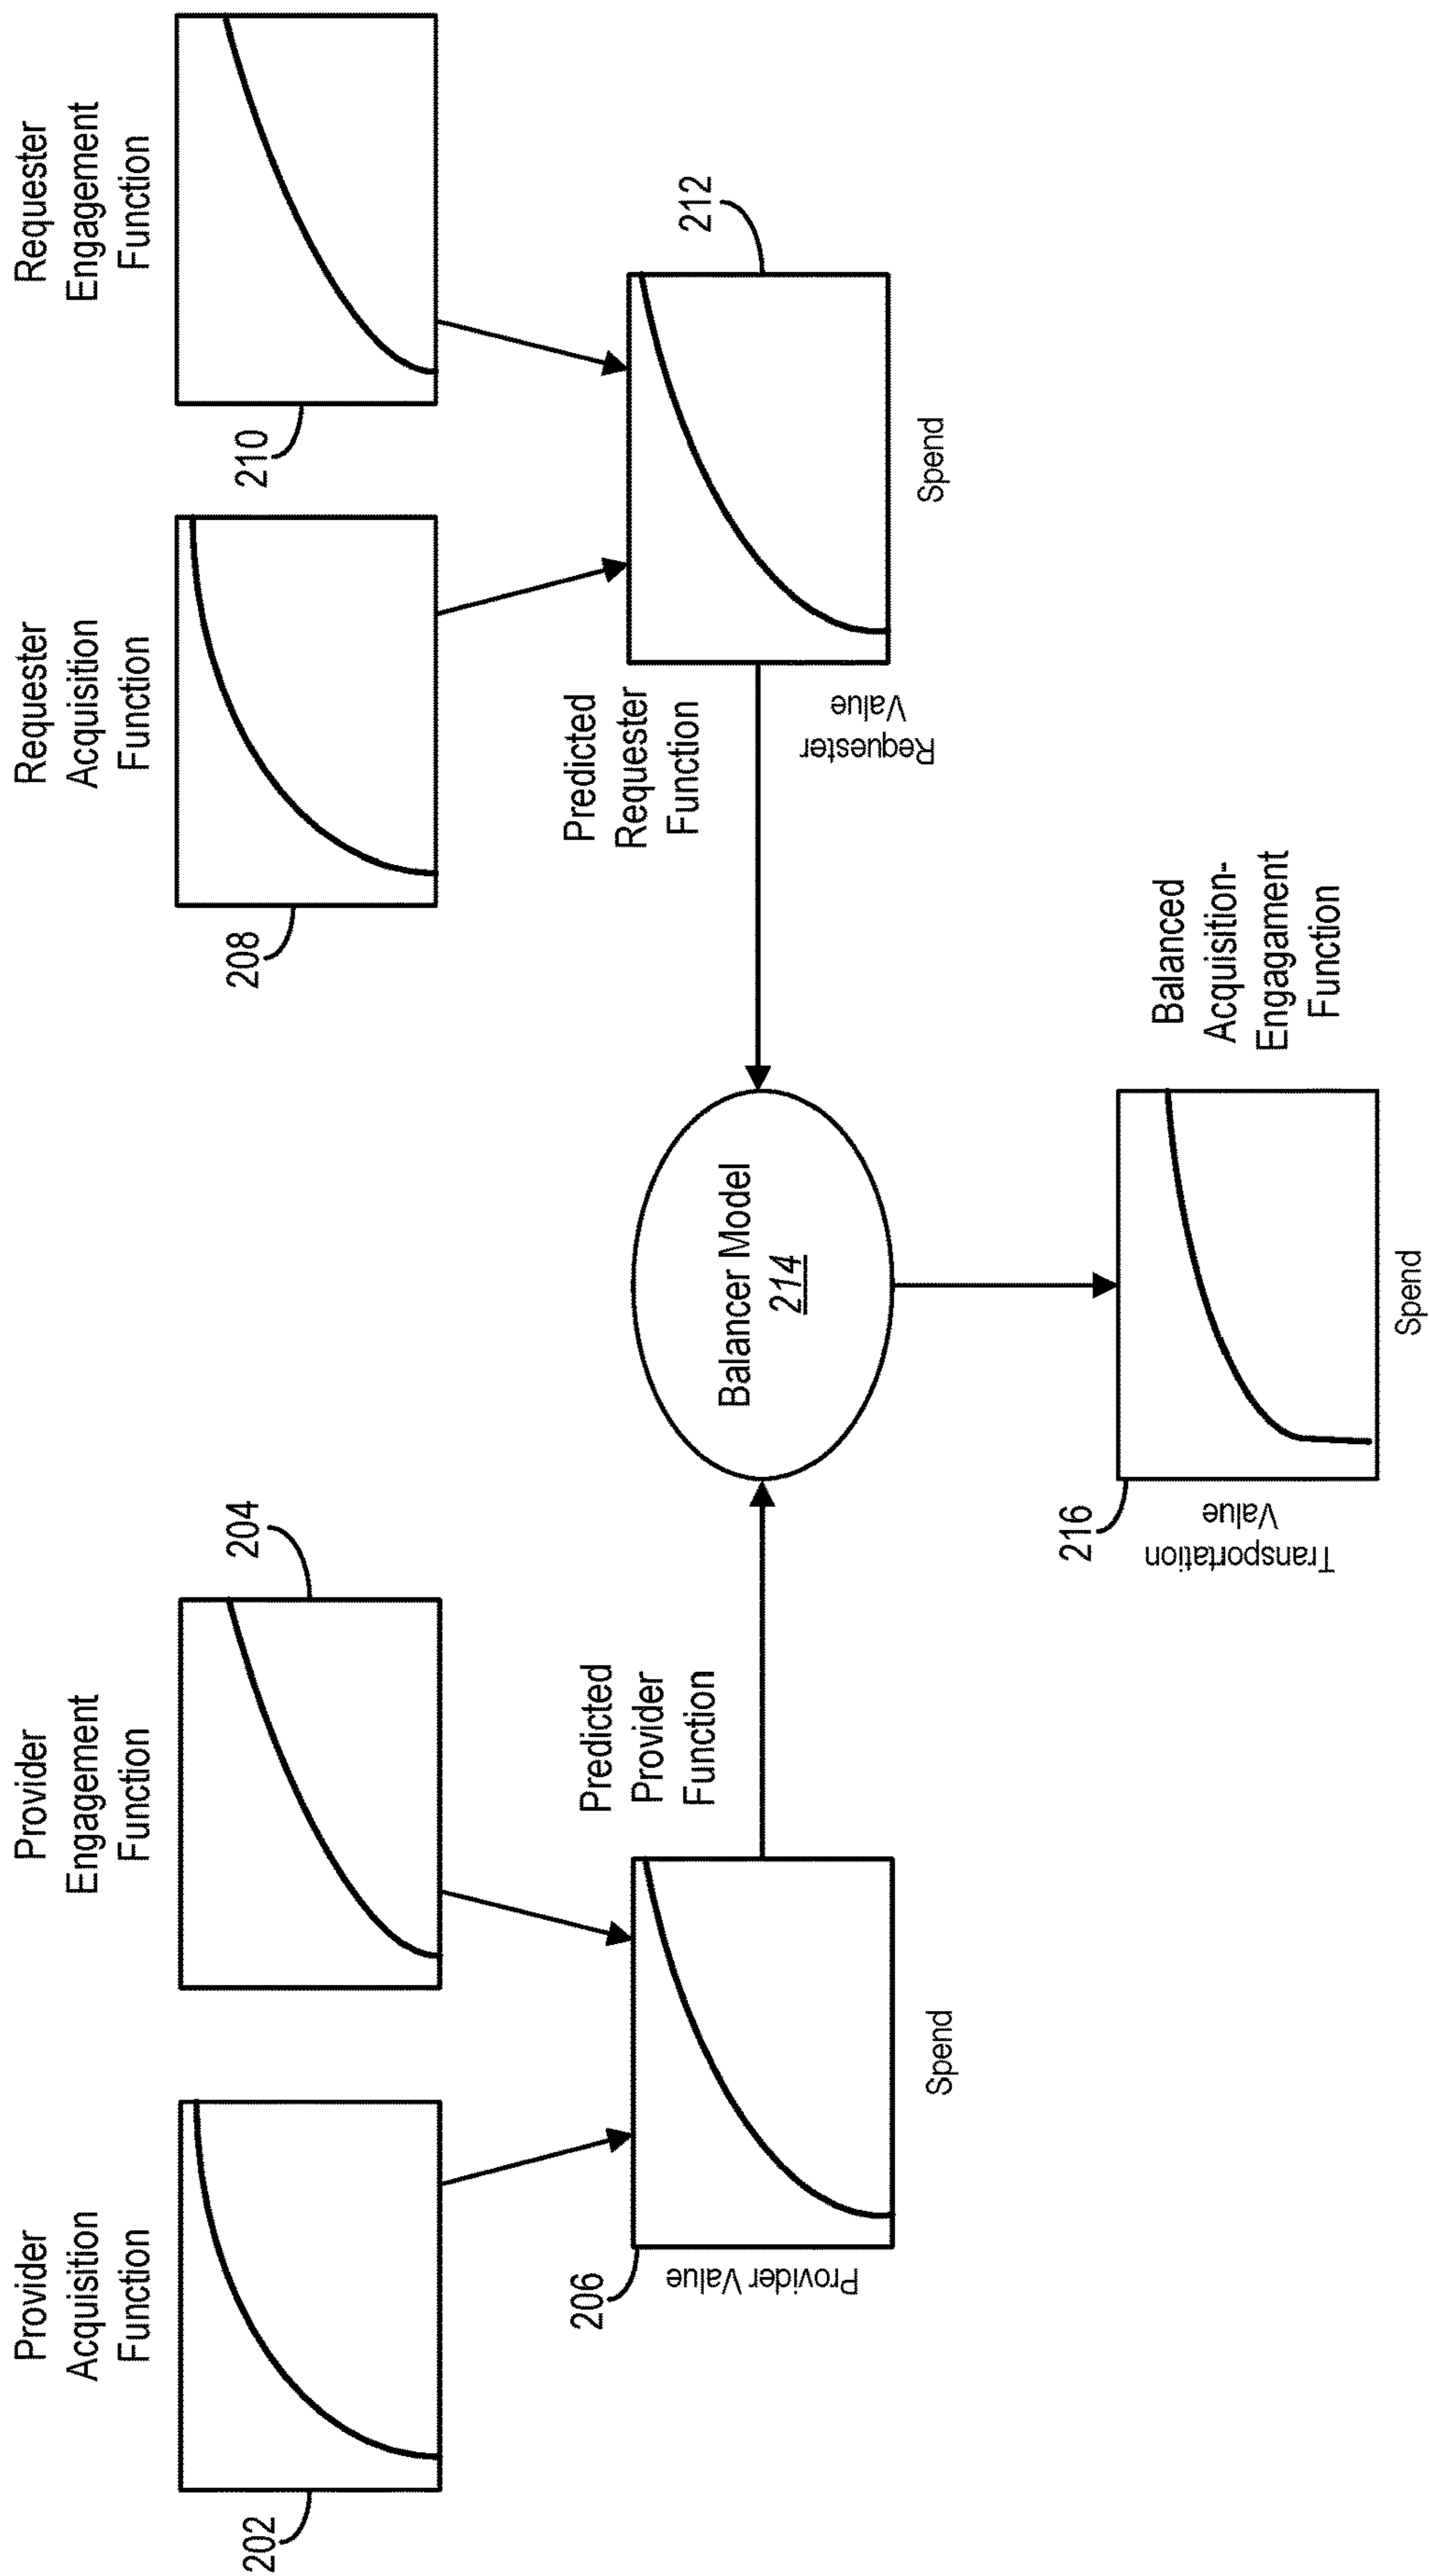 Provider
Acquisition
Function
202
Provider
Engagement
Function
204
Requester
Acquisition
Function
208
Requester
Engagement
Function
210
206
Provider Value
Spend
Predicted
Provider
Function
Balancer Model
214
Predicted
Requester
Function
Requester
Value
Spend
212
216
Transportation
Value
Spend
Balanced
Acquisition-
Engagament
Function